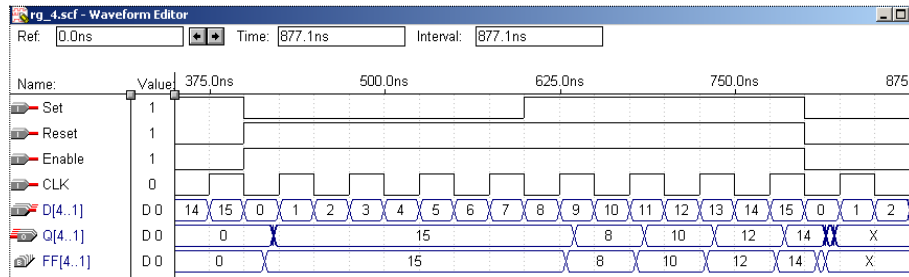 rg_4.scf - Waveform Editor
Ref: 0.0ns Time: 877.1ns Interval: 877.1ns
Name: Value: 375.0ns 500.0ns 625.0ns 750.0ns 875
Set 1
Reset 1
Enable 1
CLK 0
D[4..1] D 0 14 15 0 1 2 3 4 5 6 7 8 9 10 11 12 13 14 15 0 1 2
Q[4..1] D 0 0 15 8 10 12 14 X
FF[4..1] D 0 0 15 8 10 12 14 X